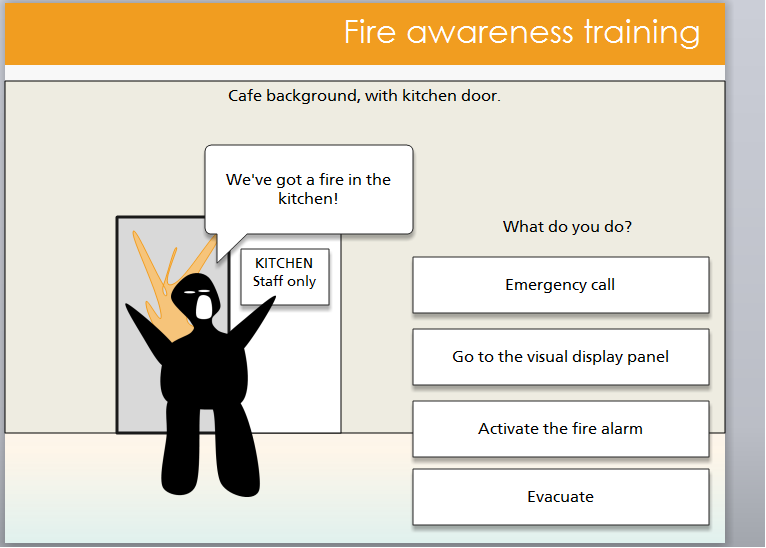 Fire awareness training
Cafe background, with kitchen door.
We've got a fire in the
kitchen!
KITCHEN
Staff only
What do you do?
Emergency call
Go to the visual display panel
Activate the fire alarm
Evacuate